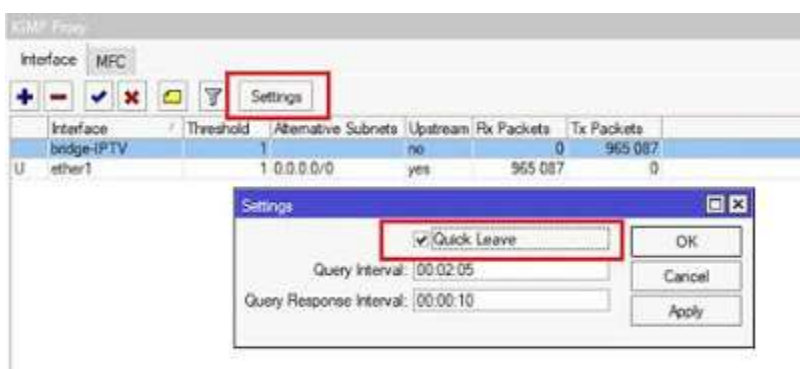 IGMP Proxy
Interface MFC
Settings
Interface Threshold Alternative Subnets Upstream Rx Packets Tx Packets
bridge-IPTV 1 no 0 965 087
U ether1 1 0.0.0.0/0 yes 965 087 0
Settings
Quick Leave OK
Query Interval: 00:02:05 Cancel
Query Response Interval: 00:00:10 Apply